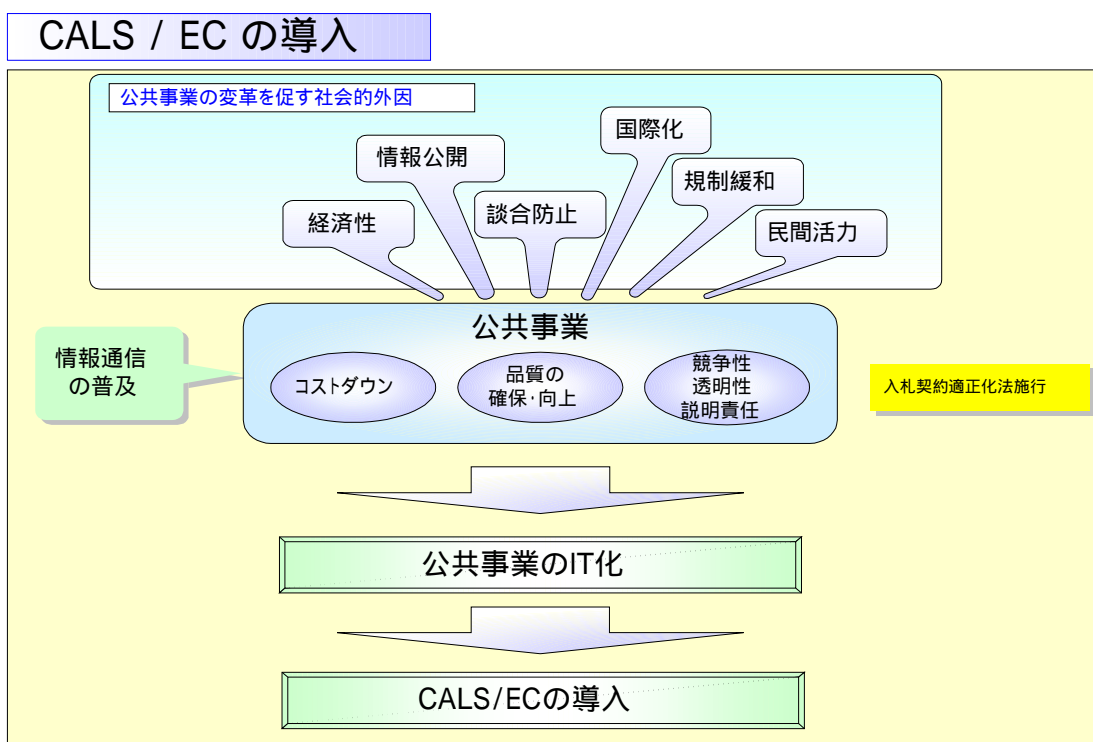 CALS / EC の導入
公共事業の変革を促す社会的外因
国際化
情報公開
規制緩和
談合防止
経済性
民間活力
公共事業
情報通信
の普及
コストダウン
品質の
確保･向上
競争性
透明性
説明責任
入札契約適正化法施行
公共事業のIT化
CALS/ECの導入